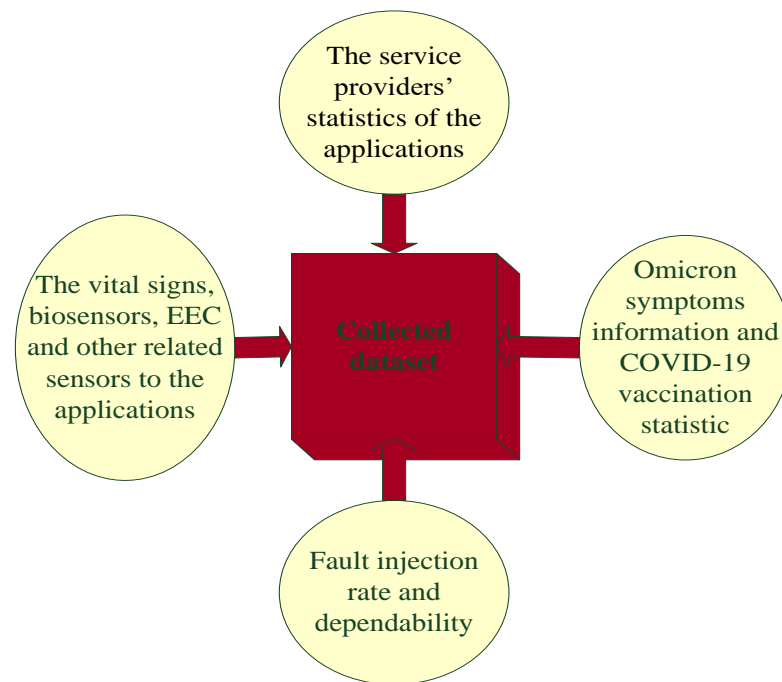 The service
providers'
statistics of the
applications
The vital signs,
biosensors, EEC
and other related
sensors to the
applications
Collected
dataset
Omicron
symptoms
information and
COVID-19
vaccination
statistic
Fault injection
rate and
dependability